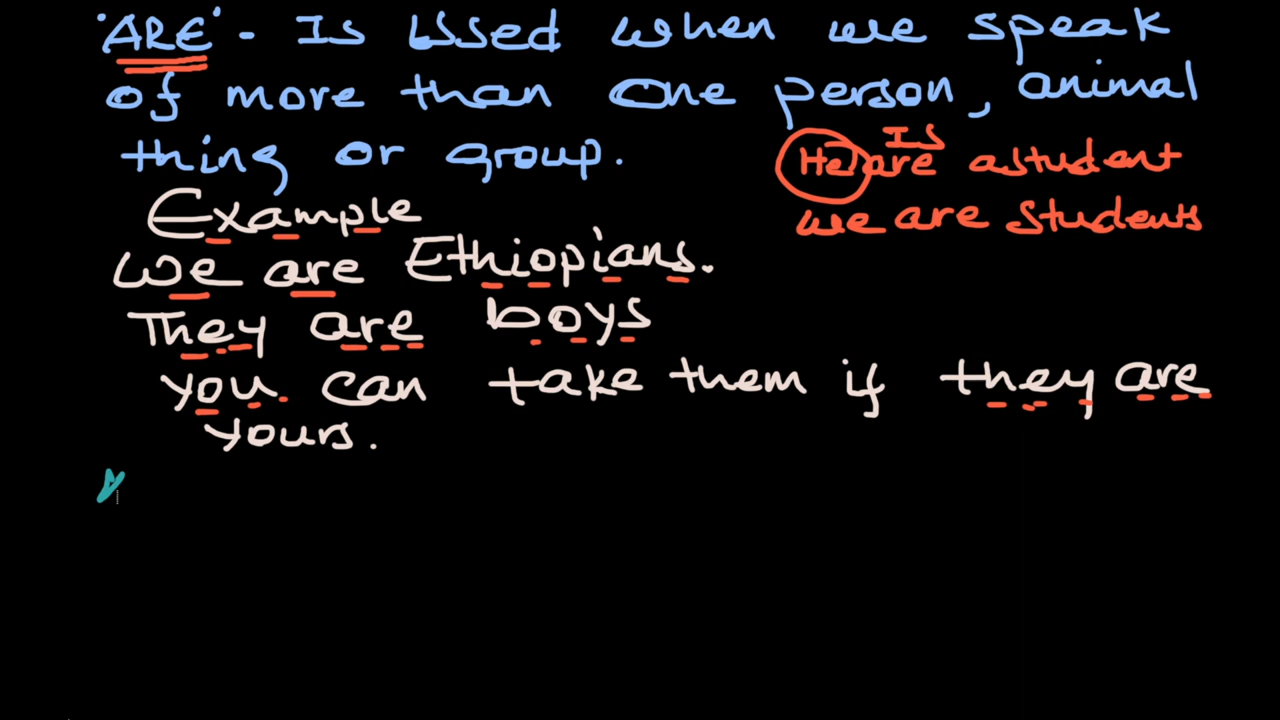 'ARE' - Is Used when we speak
of more than One person, animal
thing or group.
Is
He are a student
we are students
Example
We are Ethiopians.
They are boys
you can take them if they are
yours.